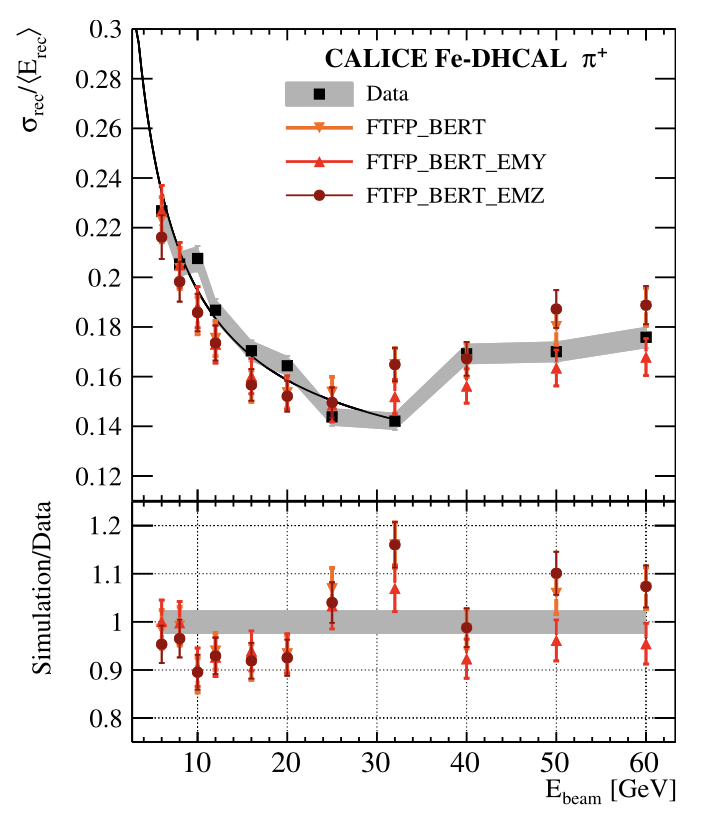 CALICE Fe-DHCAL π⁺
Data
FTFP_BERT
FTFP_BERT_EMY
FTFP_BERT_EMZ
σrec/⟨Erec⟩
0.3
0.28
0.26
0.24
0.22
0.2
0.18
0.16
0.14
0.12
Simulation/Data
1.2
1.1
1
0.9
0.8
10 20 30 40 50 60
Ebeam [GeV]